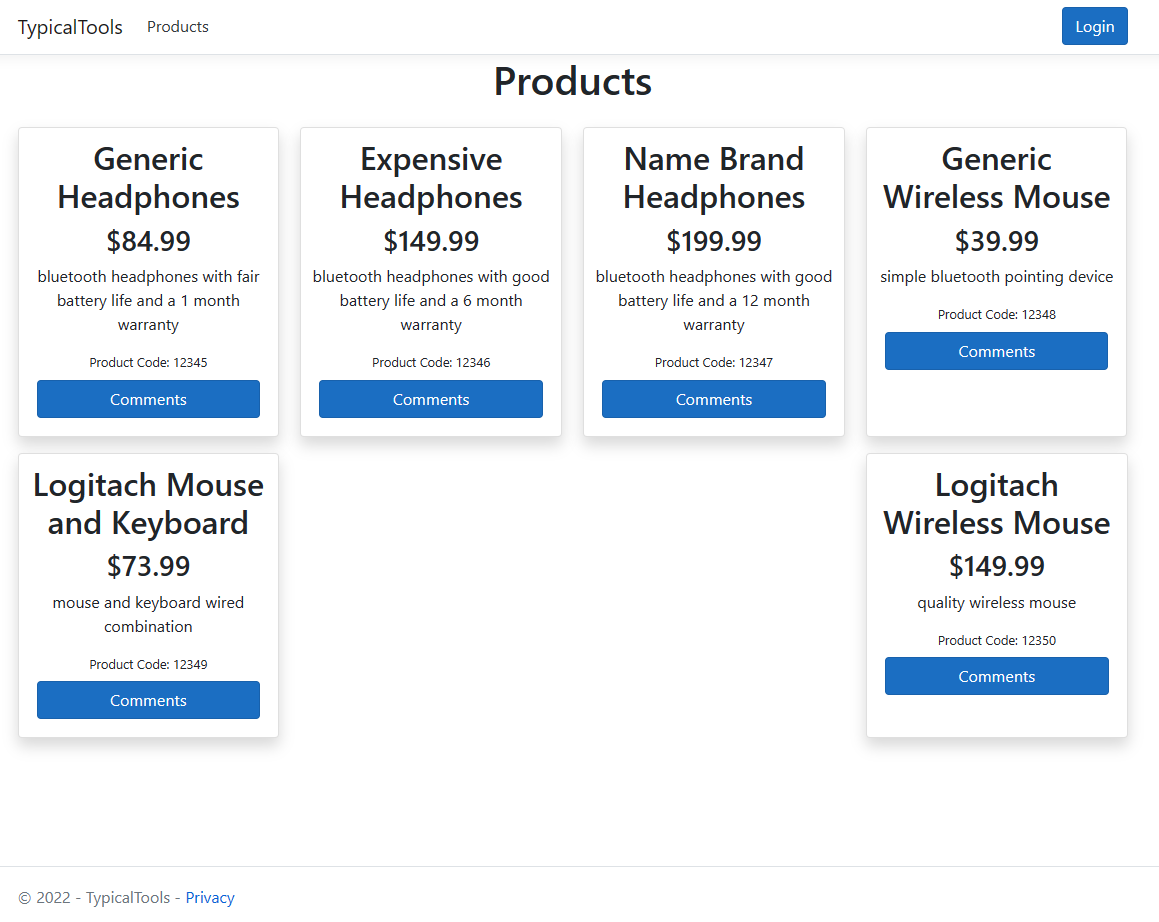 TypicalTools Products Login
Products
Generic
Headphones
$84.99
bluetooth headphones with fair
battery life and a 1 month
warranty
Product Code: 12345
Comments
Expensive
Headphones
$149.99
bluetooth headphones with good
battery life and a 6 month
warranty
Product Code: 12346
Comments
Name Brand
Headphones
$199.99
bluetooth headphones with good
battery life and a 12 month
warranty
Product Code: 12347
Comments
Generic
Wireless Mouse
$39.99
simple bluetooth pointing device
Product Code: 12348
Comments
Logitach Mouse
and Keyboard
$73.99
mouse and keyboard wired
combination
Product Code: 12349
Comments
Logitach
Wireless Mouse
$149.99
quality wireless mouse
Product Code: 12350
Comments
© 2022 - TypicalTools - Privacy